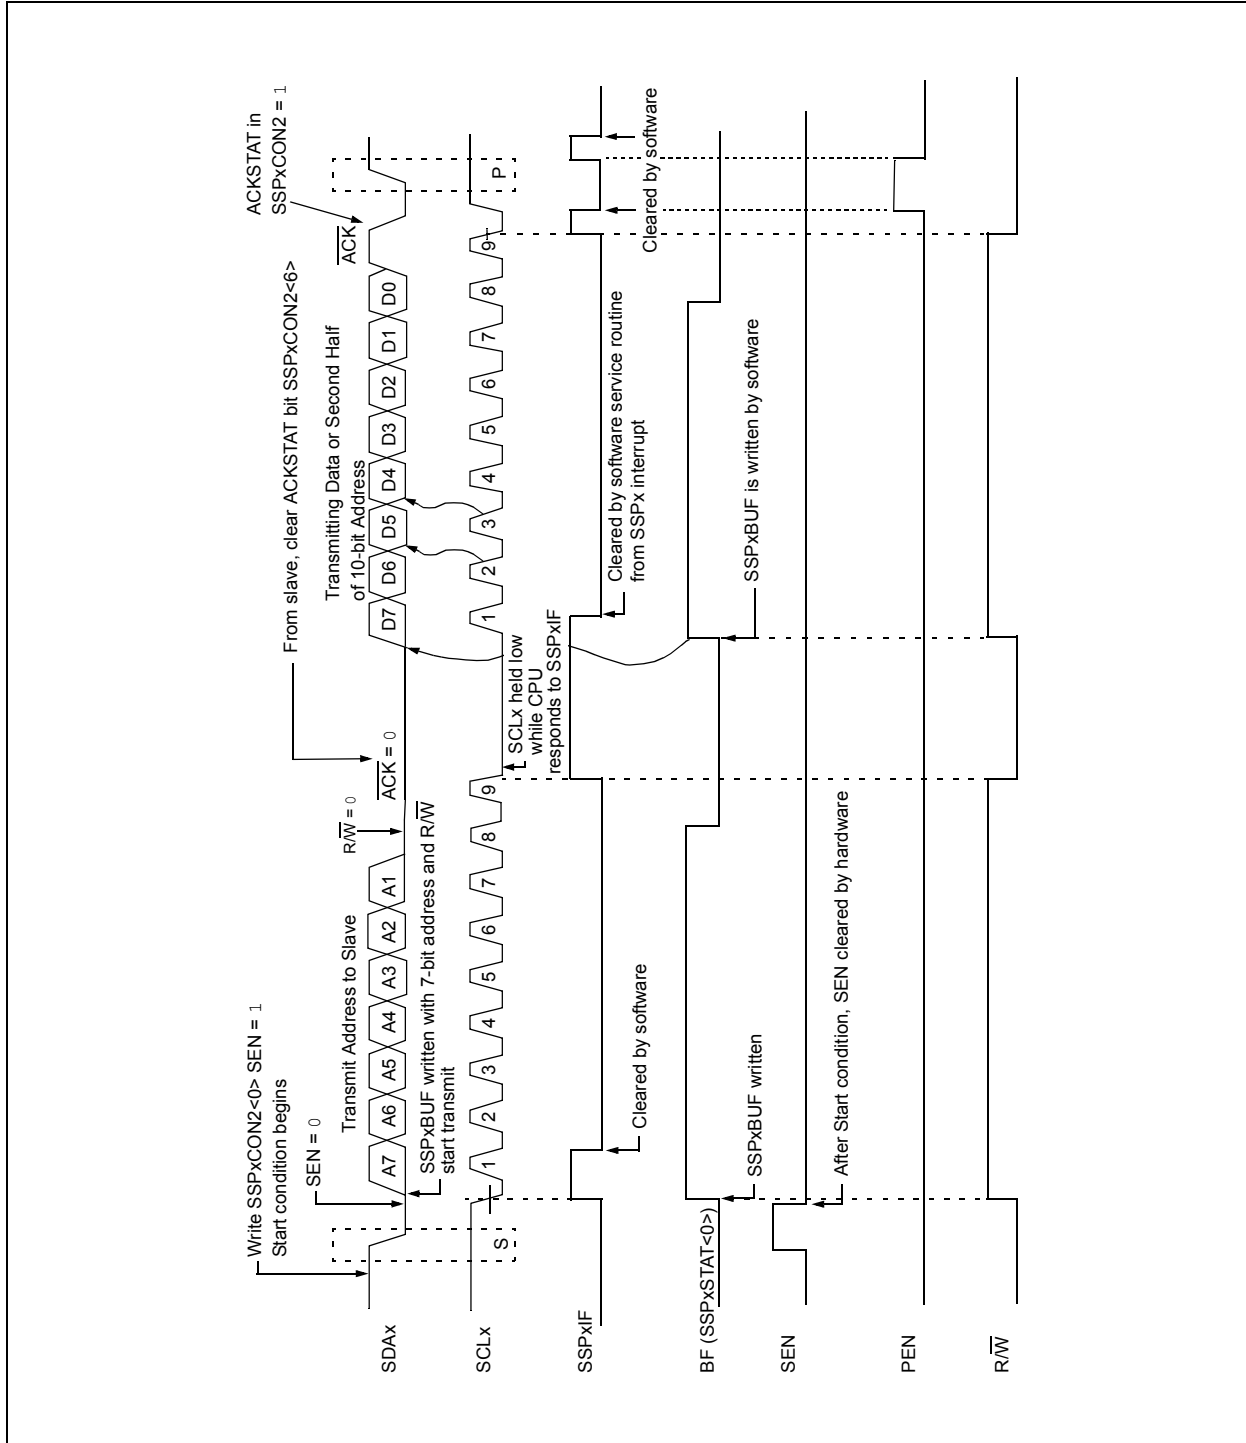 Write SSPxCON2<0> SEN = 1
Start condition begins
From slave, clear ACKSTAT bit SSPxCON2<6>
ACKSTAT in
SSPxCON2 = 1
SEN = 0
Transmit Address to Slave
R/W = 0
ACK = 0
Transmitting Data or Second Half
of 10-bit Address
ACK
SDAx
A7 A6 A5 A4 A3 A2 A1
D7 D6 D5 D4 D3 D2 D1 D0
SSPxBUF written with 7-bit address and R/W
start transmit
SCLx
S
1 2 3 4 5 6 7 8 9
1 2 3 4 5 6 7 8 9
P
SCLx held low
while CPU
responds to SSPxIF
SSPxIF
Cleared by software
Cleared by software service routine
from SSPx interrupt
Cleared by software
BF (SSPxSTAT<0>)
SSPxBUF written
SSPxBUF is written by software
SEN
After Start condition, SEN cleared by hardware
PEN
R/W